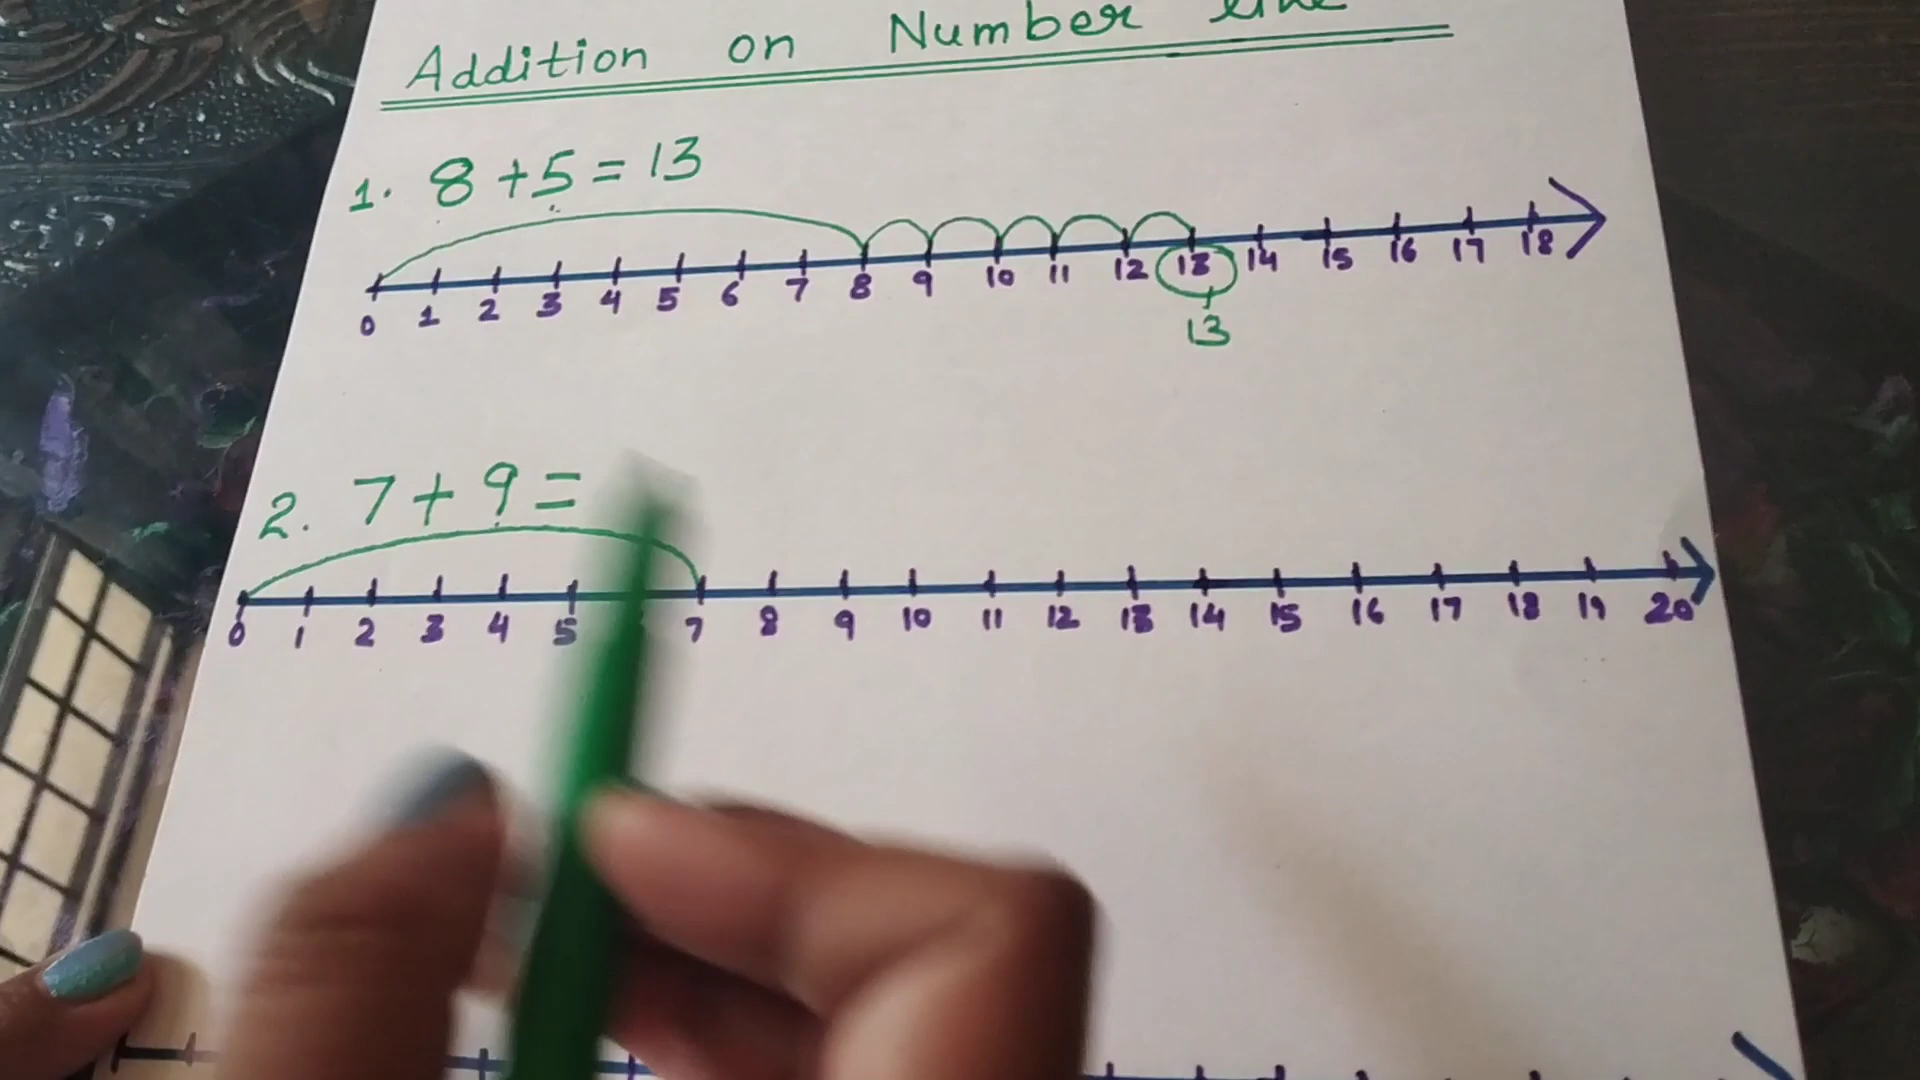 Addition on Number line
1. 8 + 5 = 13
0 1 2 3 4 5 6 7 8 9 10 11 12 13 14 15 16 17 18
13
2. 7 + 9 =
0 1 2 3 4 5 7 8 9 10 11 12 13 14 15 16 17 18 19 20